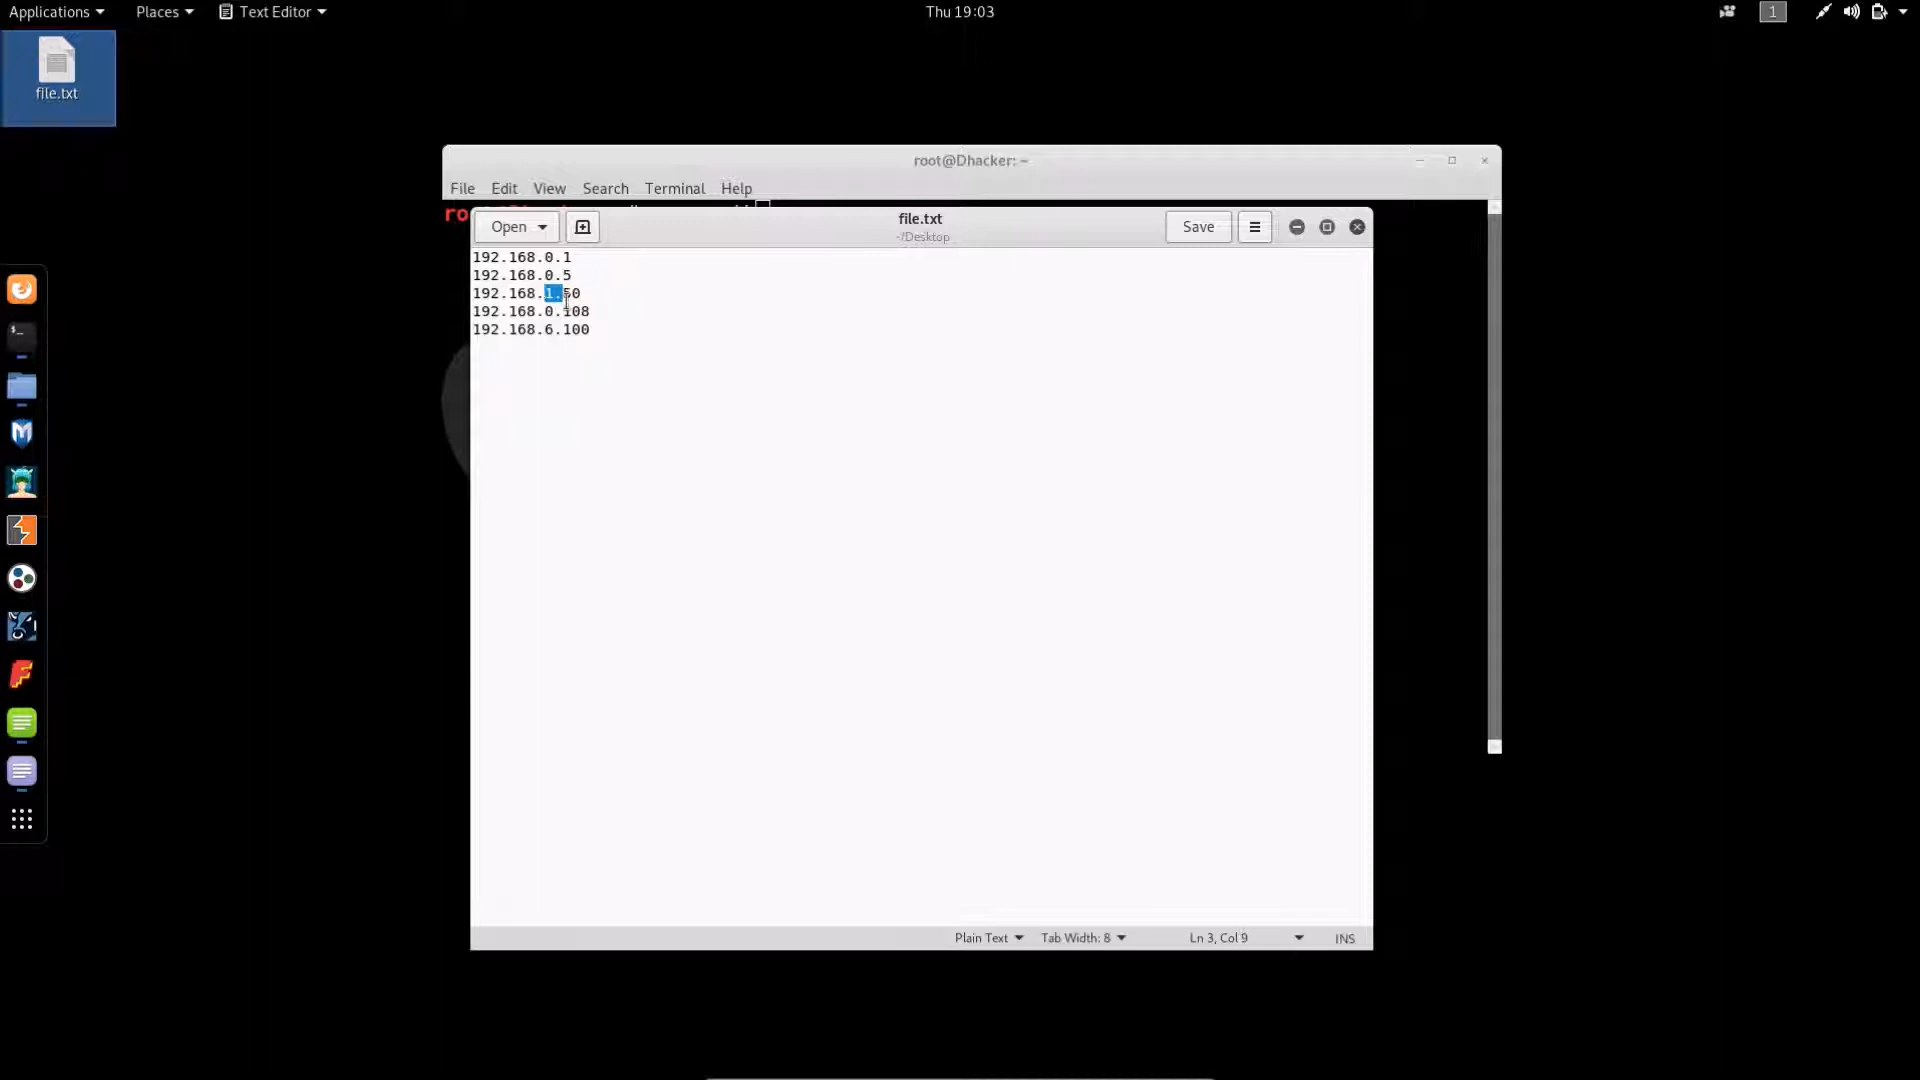 Applications Places Text Editor Thu 19:03 1
file.txt
root@Dhacker: ~
File Edit View Search Terminal Help
ro
Open file.txt Save
~/Desktop
192.168.0.1
192.168.0.5
192.168.1.50
192.168.0.108
192.168.6.100
Plain Text Tab Width: 8 Ln 3, Col 9 INS